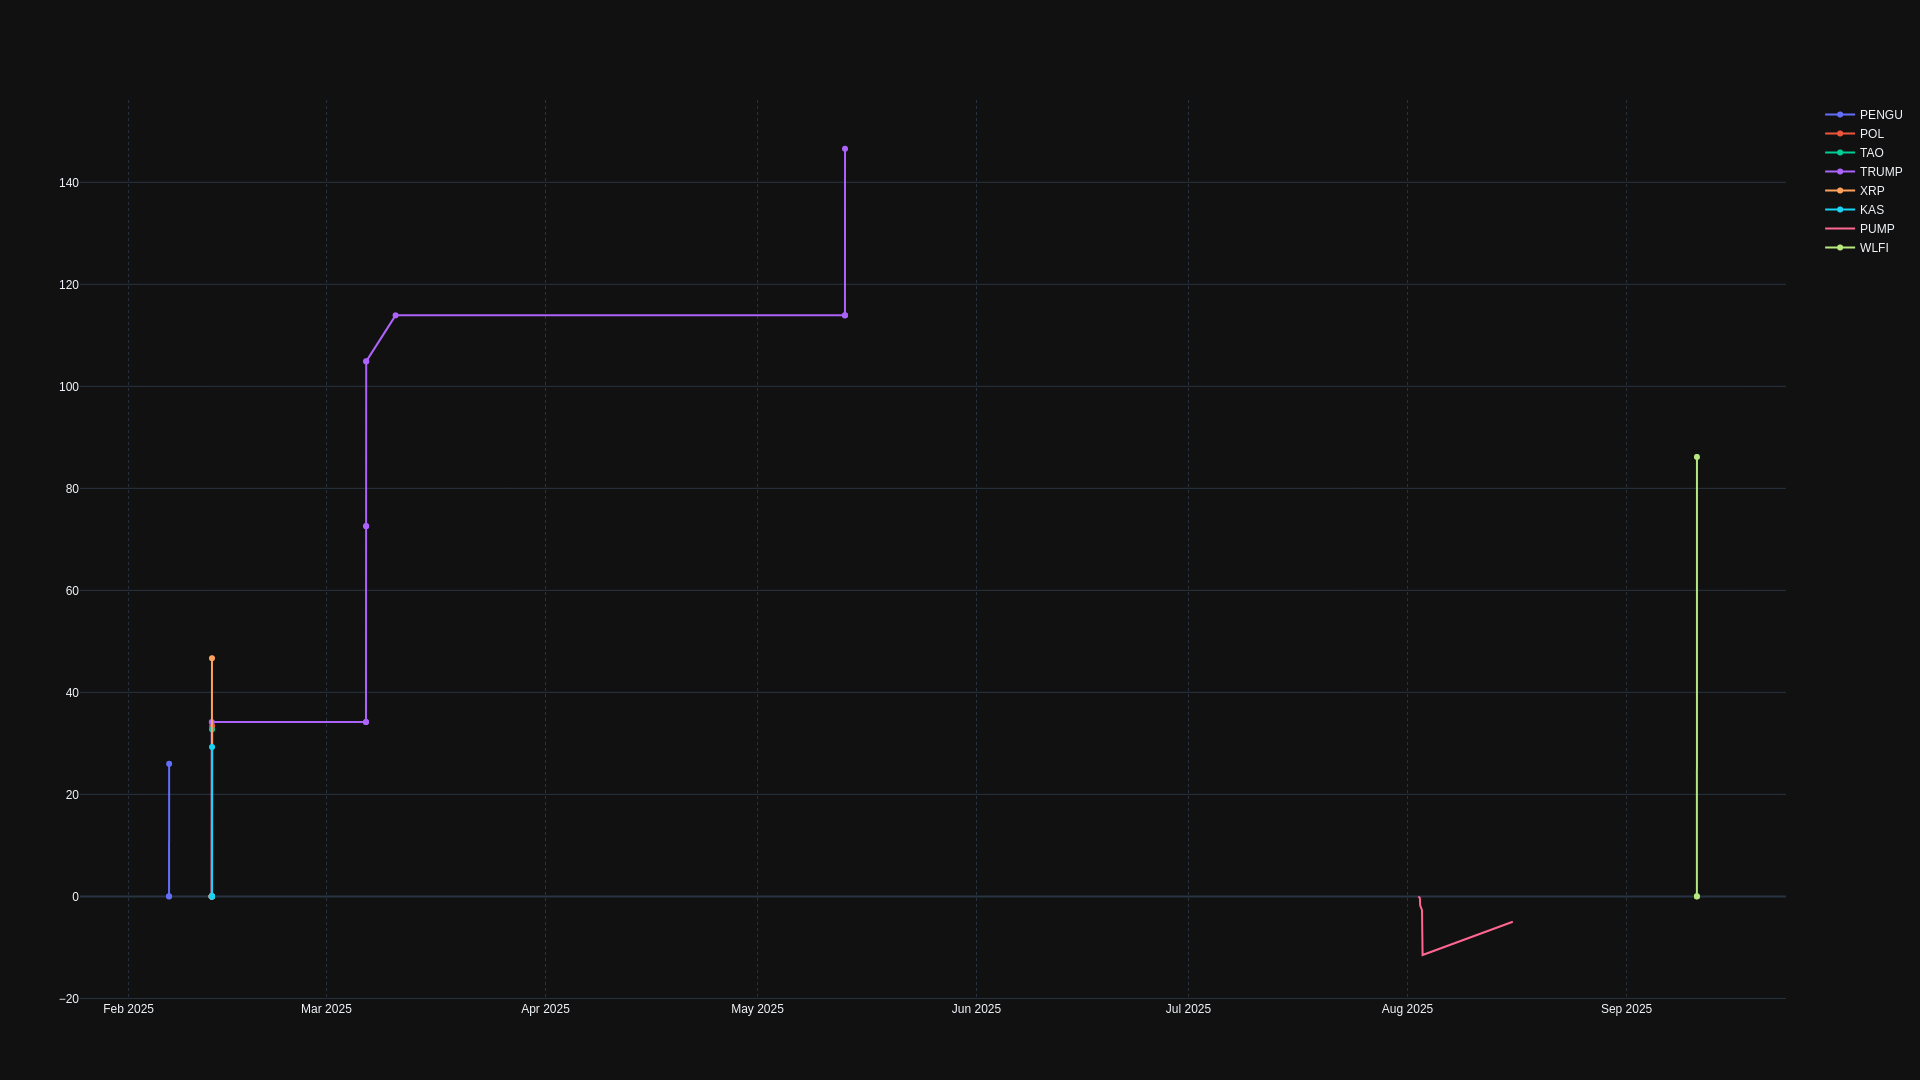 140
120
100
80
60
40
20
0
−20
Feb 2025
Mar 2025
Apr 2025
May 2025
Jun 2025
Jul 2025
Aug 2025
Sep 2025
PENGU
POL
TAO
TRUMP
XRP
KAS
PUMP
WLFI